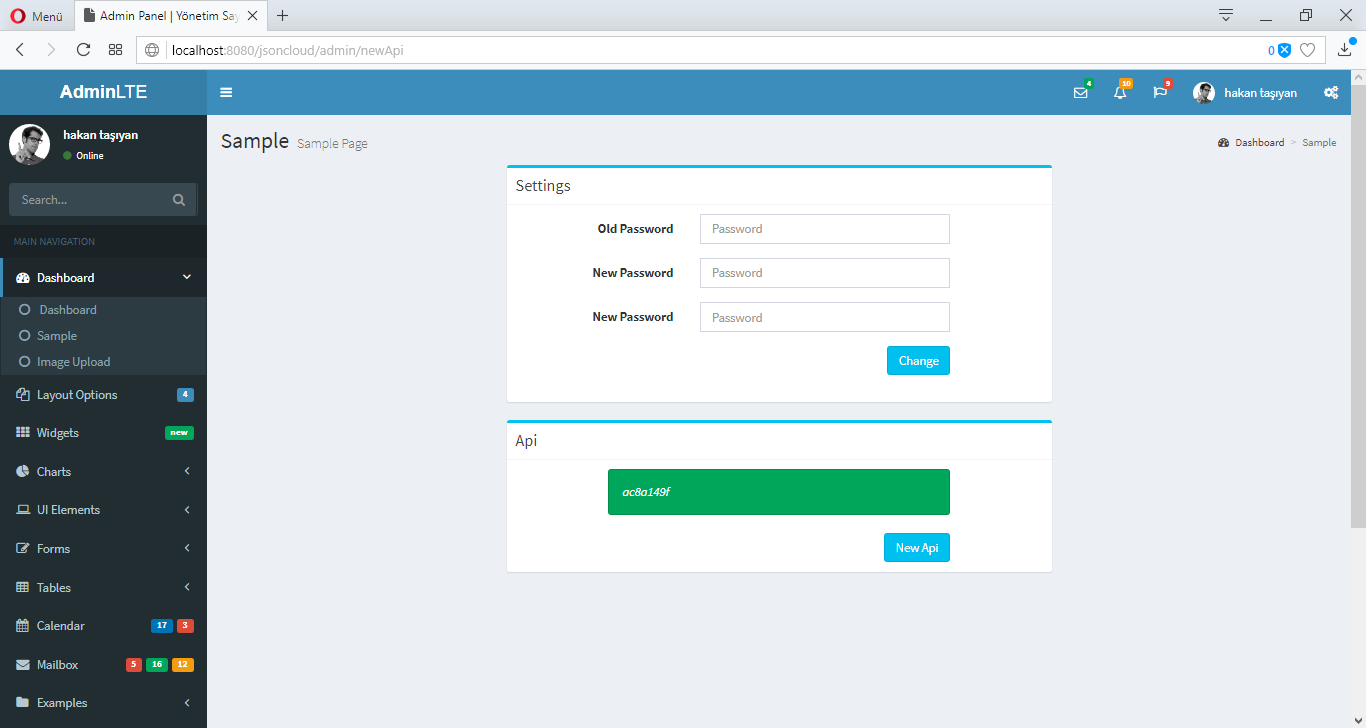 Menü
Admin Panel | Yönetim Say
localhost:8080/jsoncloud/admin/newApi
0
AdminLTE
4
10
9
hakan taşıyan
hakan taşıyan
Online
Search...
MAIN NAVIGATION
Dashboard
Dashboard
Sample
Image Upload
Layout Options 4
Widgets new
Charts
UI Elements
Forms
Tables
Calendar 17 3
Mailbox 5 16 12
Examples
Sample Sample Page
Dashboard > Sample
Settings
Old Password Password
New Password Password
New Password Password
Change
Api
ac8a149f
New Api